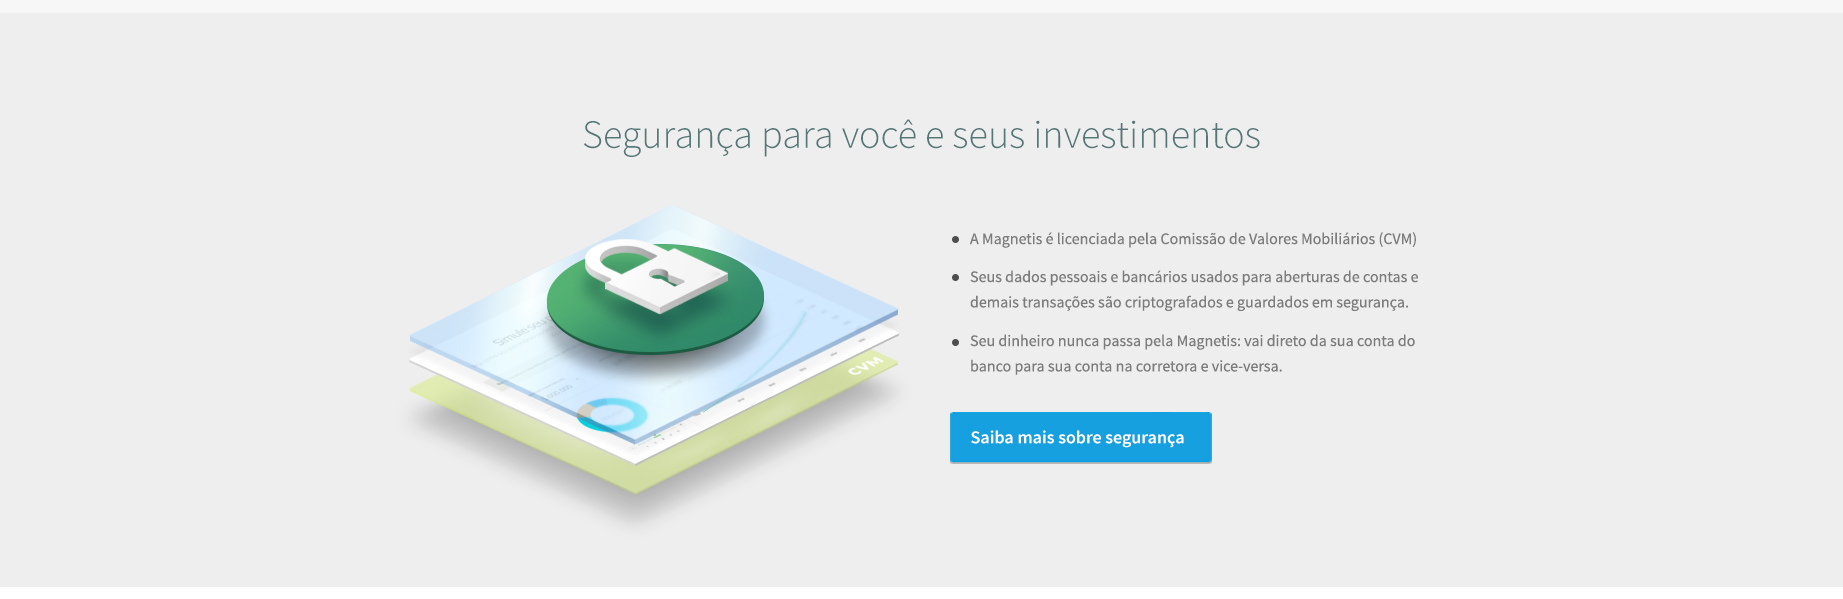 Segurança para você e seus investimentos
A Magnetis é licenciada pela Comissão de Valores Mobiliários (CVM)
Seus dados pessoais e bancários usados para aberturas de contas e
demais transações são criptografados e guardados em segurança.
Seu dinheiro nunca passa pela Magnetis: vai direto da sua conta do
banco para sua conta na corretora e vice-versa.
Saiba mais sobre segurança
Simule seu
CVM